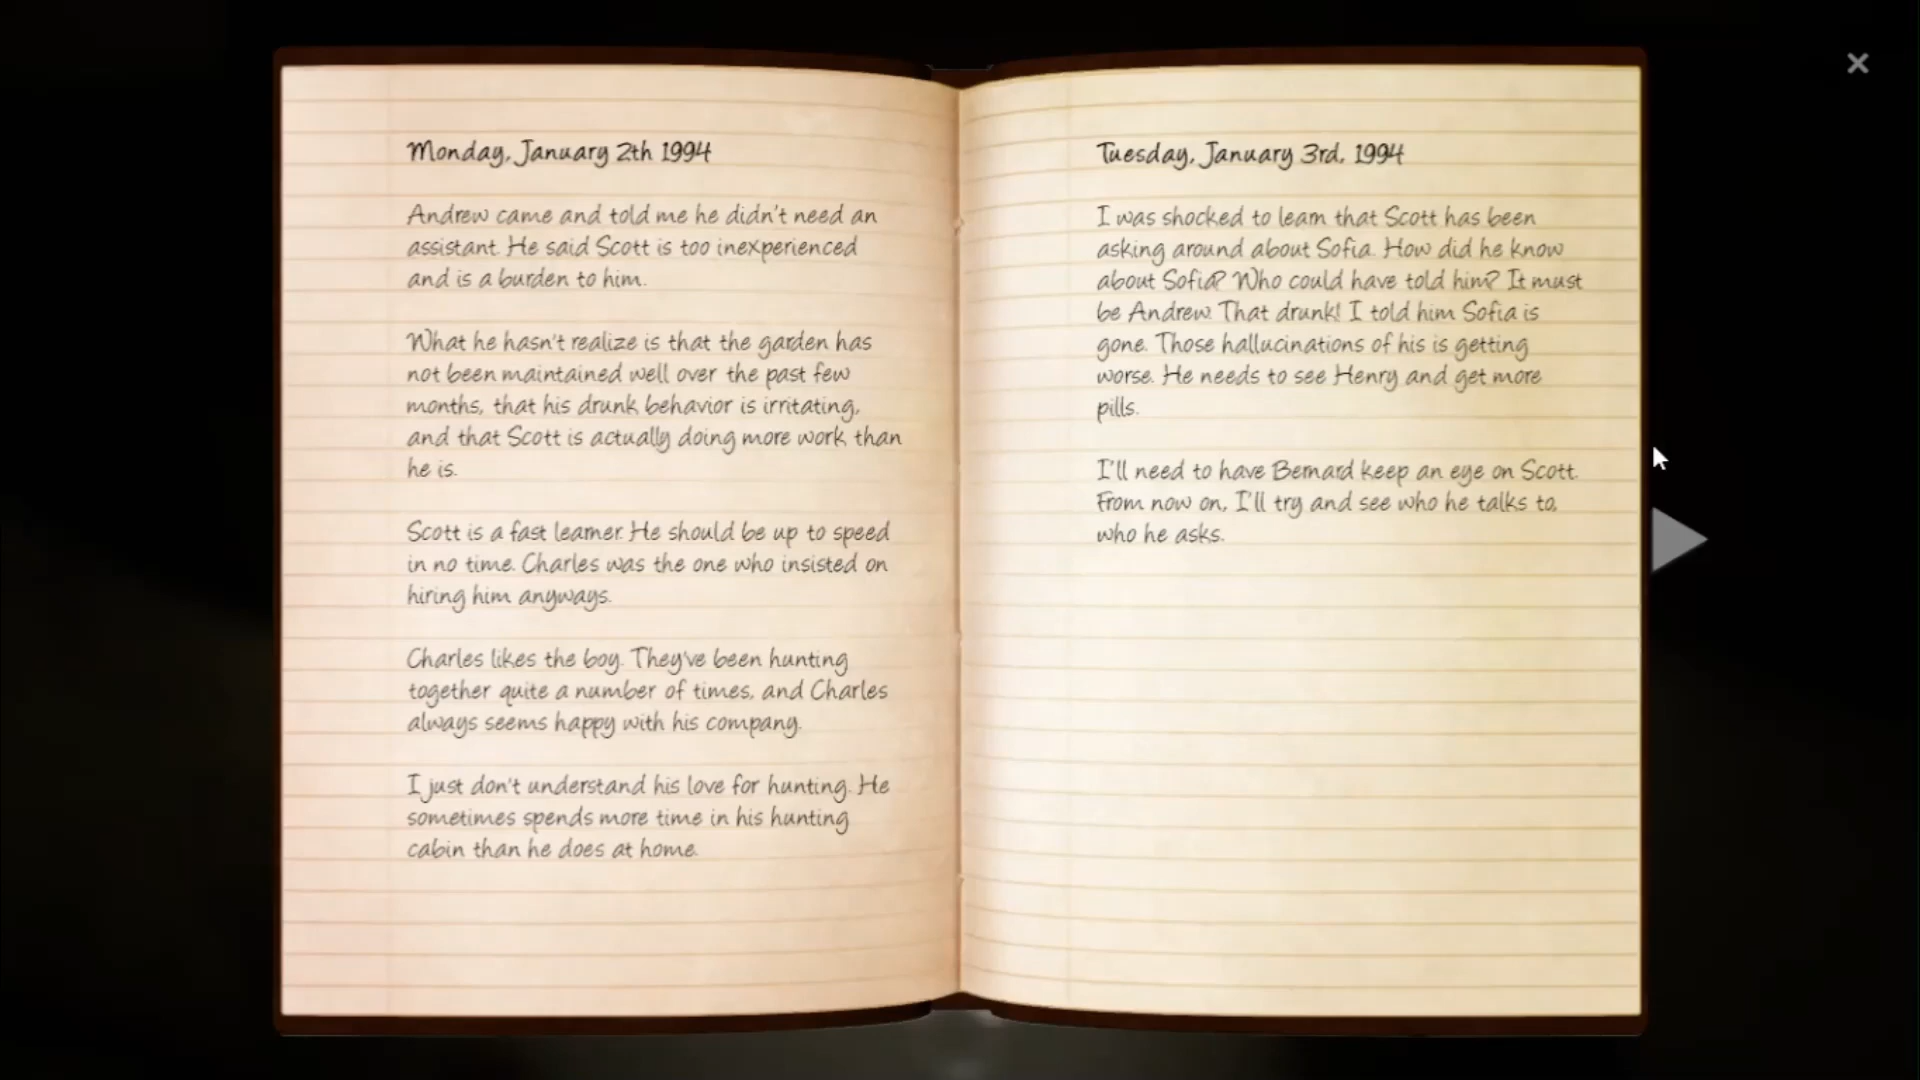 Monday, January 2th 1994
Andrew came and told me he didn't need an
assistant. He said Scott is too inexperienced
and is a burden to him.
What he hasn't realize is that the garden has
not been maintained well over the past few
months, that his drunk behavior is irritating,
and that Scott is actually doing more work than
he is.
Scott is a fast learner. He should be up to speed
in no time. Charles was the one who insisted on
hiring him anyways.
Charles likes the boy. They've been hunting
together quite a number of times, and Charles
always seems happy with his company.
I just don't understand his love for hunting. He
sometimes spends more time in his hunting
cabin than he does at home.
Tuesday, January 3rd, 1994
I was shocked to learn that Scott has been
asking around about Sofia. How did he know
about Sofia? Who could have told him? It must
be Andrew. That drunk! I told him Sofia is
gone. Those hallucinations of his is getting
worse. He needs to see Henry and get more
pills.
I'll need to have Bernard keep an eye on Scott.
From now on, I'll try and see who he talks to,
who he asks.